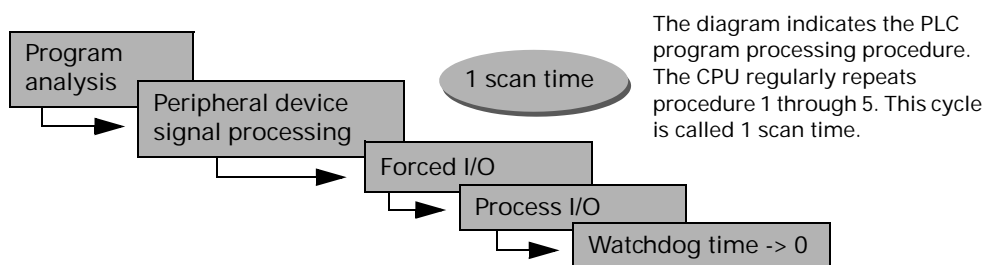 Program
analysis
Peripheral device
signal processing
Forced I/O
Process I/O
Watchdog time -> 0
1 scan time
The diagram indicates the PLC
program processing procedure.
The CPU regularly repeats
procedure 1 through 5. This cycle
is called 1 scan time.